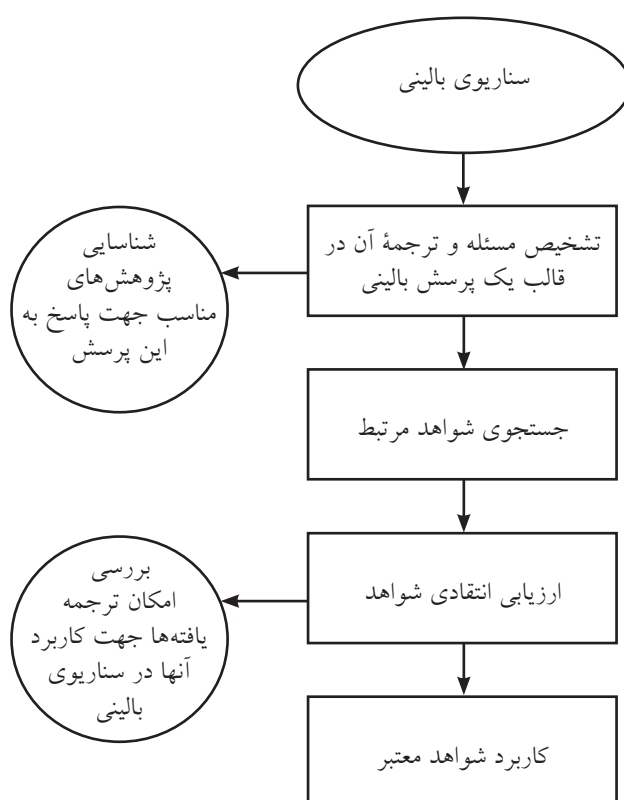 سناریوی بالینی
تشخیص مسئله و ترجمهٔ آن در
قالب یک پرسش بالینی
شناسایی
پژوهش‌های
مناسب جهت پاسخ به
این پرسش
جستجوی شواهد مرتبط
ارزیابی انتقادی شواهد
بررسی
امکان ترجمه
یافته‌ها جهت کاربرد
آنها در سناریوی
بالینی
کاربرد شواهد معتبر